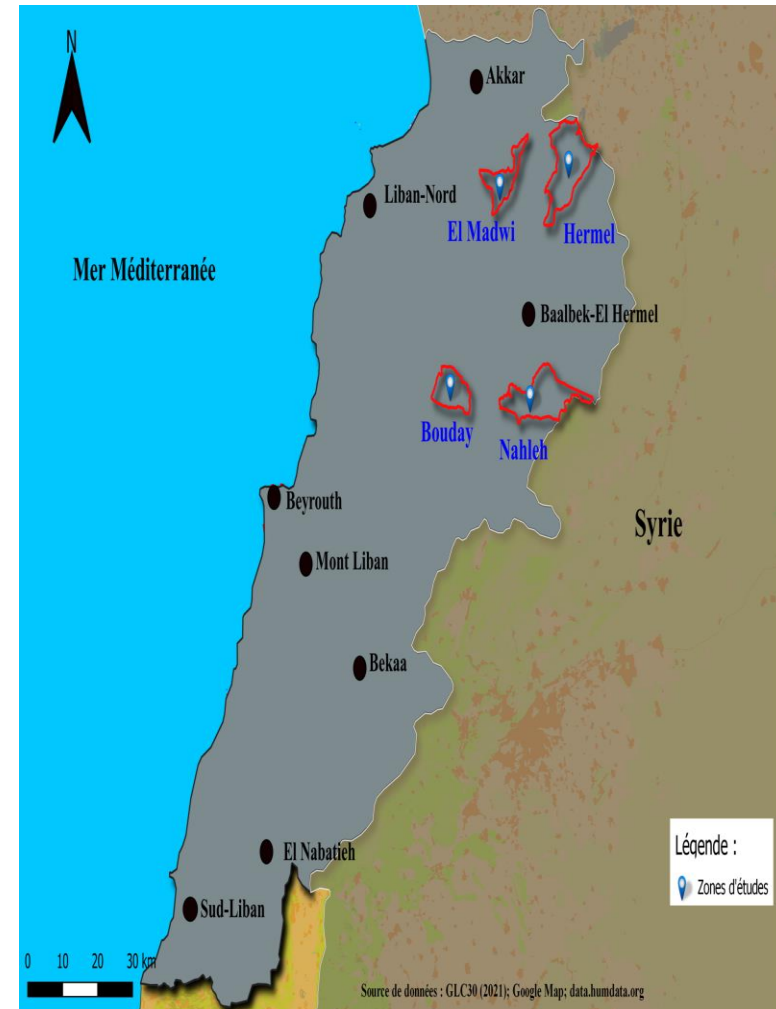 N
Akkar
Liban-Nord
El Madwi
Hermel
Mer Méditerranée
Baalbek-El Hermel
Bouday
Nahleh
Beyrouth
Syrie
Mont Liban
Bekaa
El Nabatieh
Légende :
Zones d'études
Sud-Liban
0 10 20 30 km
Source de données : GLC30 (2021); Google Map; data.humdata.org